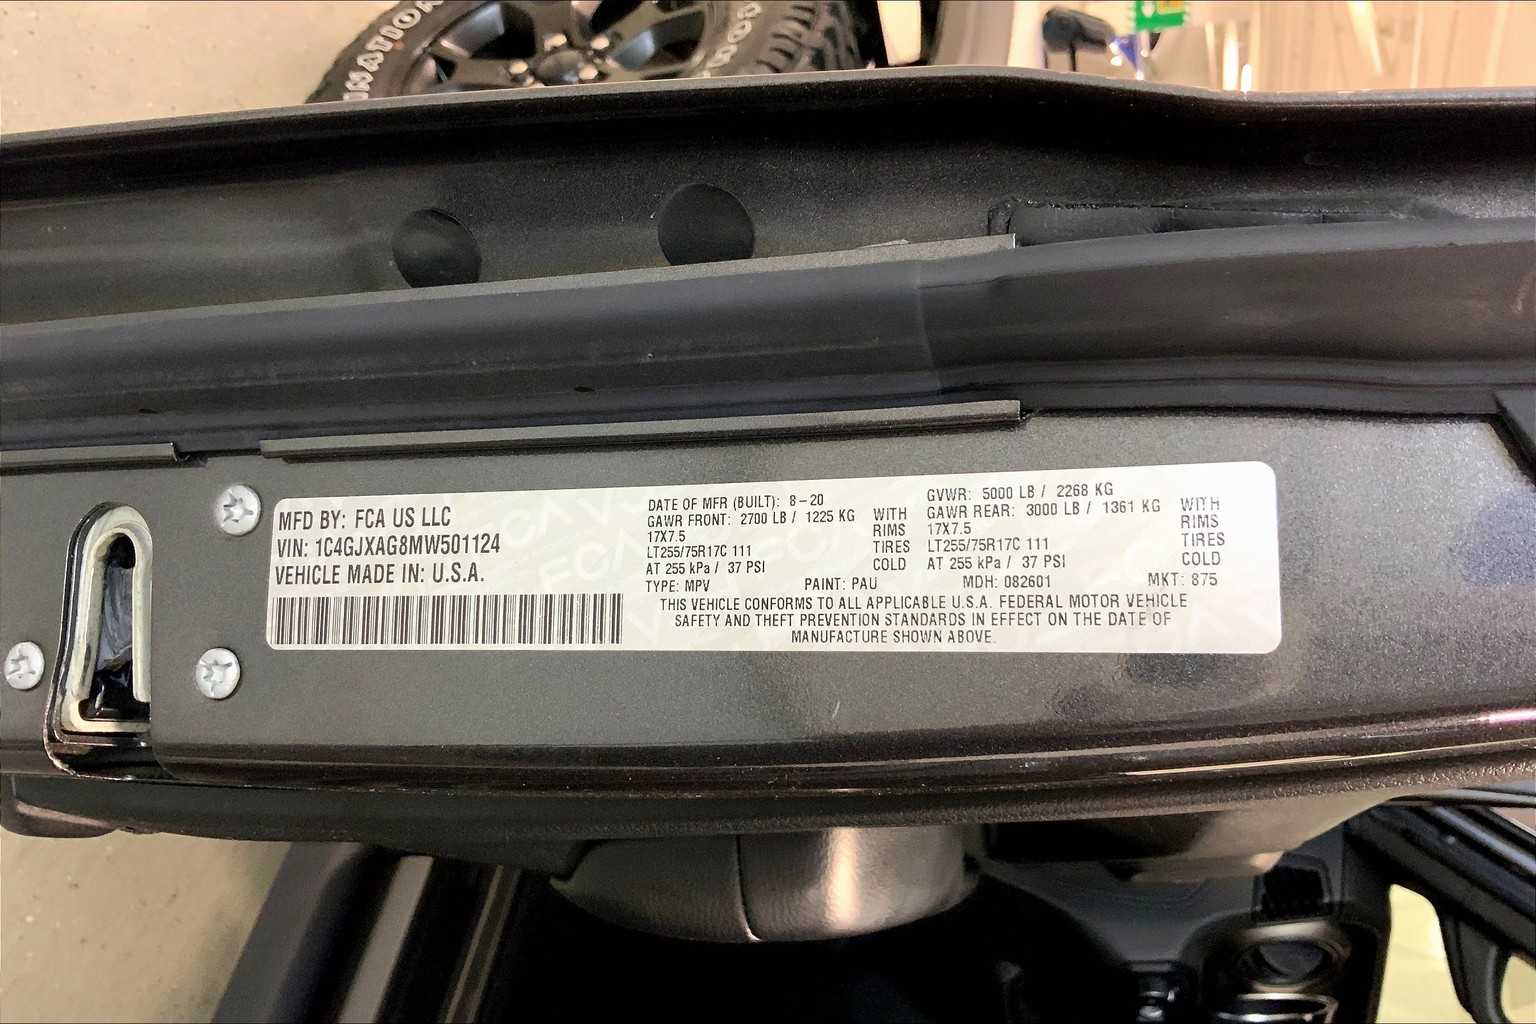 MATION
MFD BY: FCA US LLC
VIN: 1C4GJXAG8MW501124
VEHICLE MADE IN: U.S.A.
DATE OF MFR (BUILT): 8-20
GAWR FRONT: 2700 LB / 1225 KG WITH
17X7.5 RIMS
LT255/75R17C 111 TIRES
AT 255 kPa / 37 PSI COLD
GVWR: 5000 LB / 2268 KG
GAWR REAR: 3000 LB / 1361 KG WITH
17X7.5 RIMS
LT255/75R17C 111 TIRES
AT 255 kPa / 37 PSI COLD
TYPE: MPV PAINT: PAU MDH: 082601 MKT: 875
THIS VEHICLE CONFORMS TO ALL APPLICABLE U.S.A. FEDERAL MOTOR VEHICLE
SAFETY AND THEFT PREVENTION STANDARDS IN EFFECT ON THE DATE OF
MANUFACTURE SHOWN ABOVE.